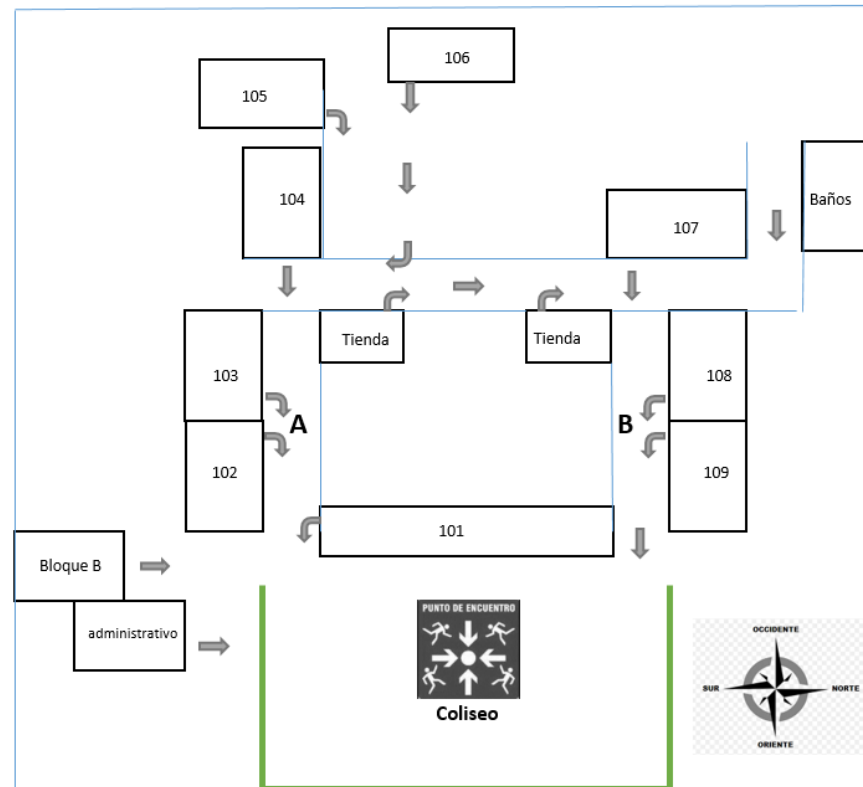 106
105
104
107
Baños
Tienda
Tienda
103
108
A
B
102
109
101
Bloque B
administrativo
PUNTO DE ENCUENTRO
Coliseo
OCCIDENTE
SUR
NORTE
ORIENTE